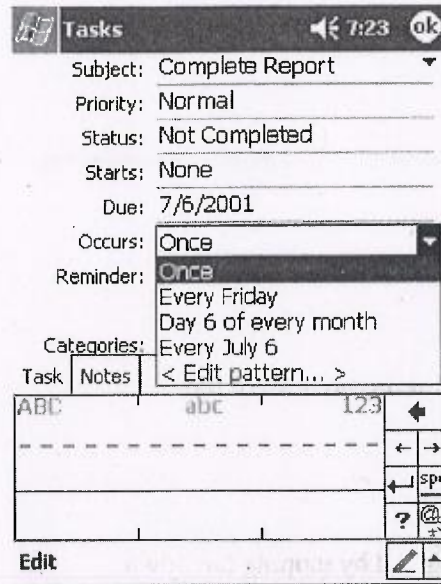 Tasks 7:23 ok
Subject: Complete Report
Priority: Normal
Status: Not Completed
Starts: None
Due: 7/6/2001
Occurs: Once
Once
Reminder:
Every Friday
Day 6 of every month
Categories:
Every July 6
< Edit pattern... >
Task Notes
ABC abc 123
?
@
Edit